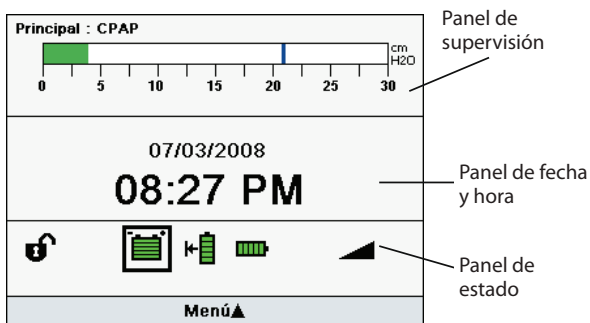 Principal : CPAP
cm
H2O
0 5 10 15 20 25 30
Panel de
supervisión
07/03/2008
08:27 PM
Panel de fecha
y hora
Panel de
estado
Menú▲